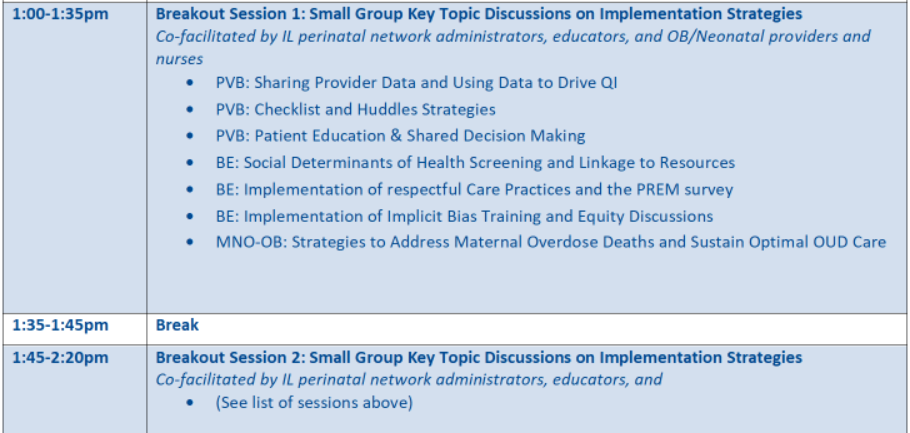 1:00-1:35pm
Breakout Session 1: Small Group Key Topic Discussions on Implementation Strategies
Co-facilitated by IL perinatal network administrators, educators, and OB/Neonatal providers and
nurses
• PVB: Sharing Provider Data and Using Data to Drive QI
• PVB: Checklist and Huddles Strategies
• PVB: Patient Education & Shared Decision Making
• BE: Social Determinants of Health Screening and Linkage to Resources
• BE: Implementation of respectful Care Practices and the PREM survey
• BE: Implementation of Implicit Bias Training and Equity Discussions
• MNO-OB: Strategies to Address Maternal Overdose Deaths and Sustain Optimal OUD Care
1:35-1:45pm
Break
1:45-2:20pm
Breakout Session 2: Small Group Key Topic Discussions on Implementation Strategies
Co-facilitated by IL perinatal network administrators, educators, and
• (See list of sessions above)